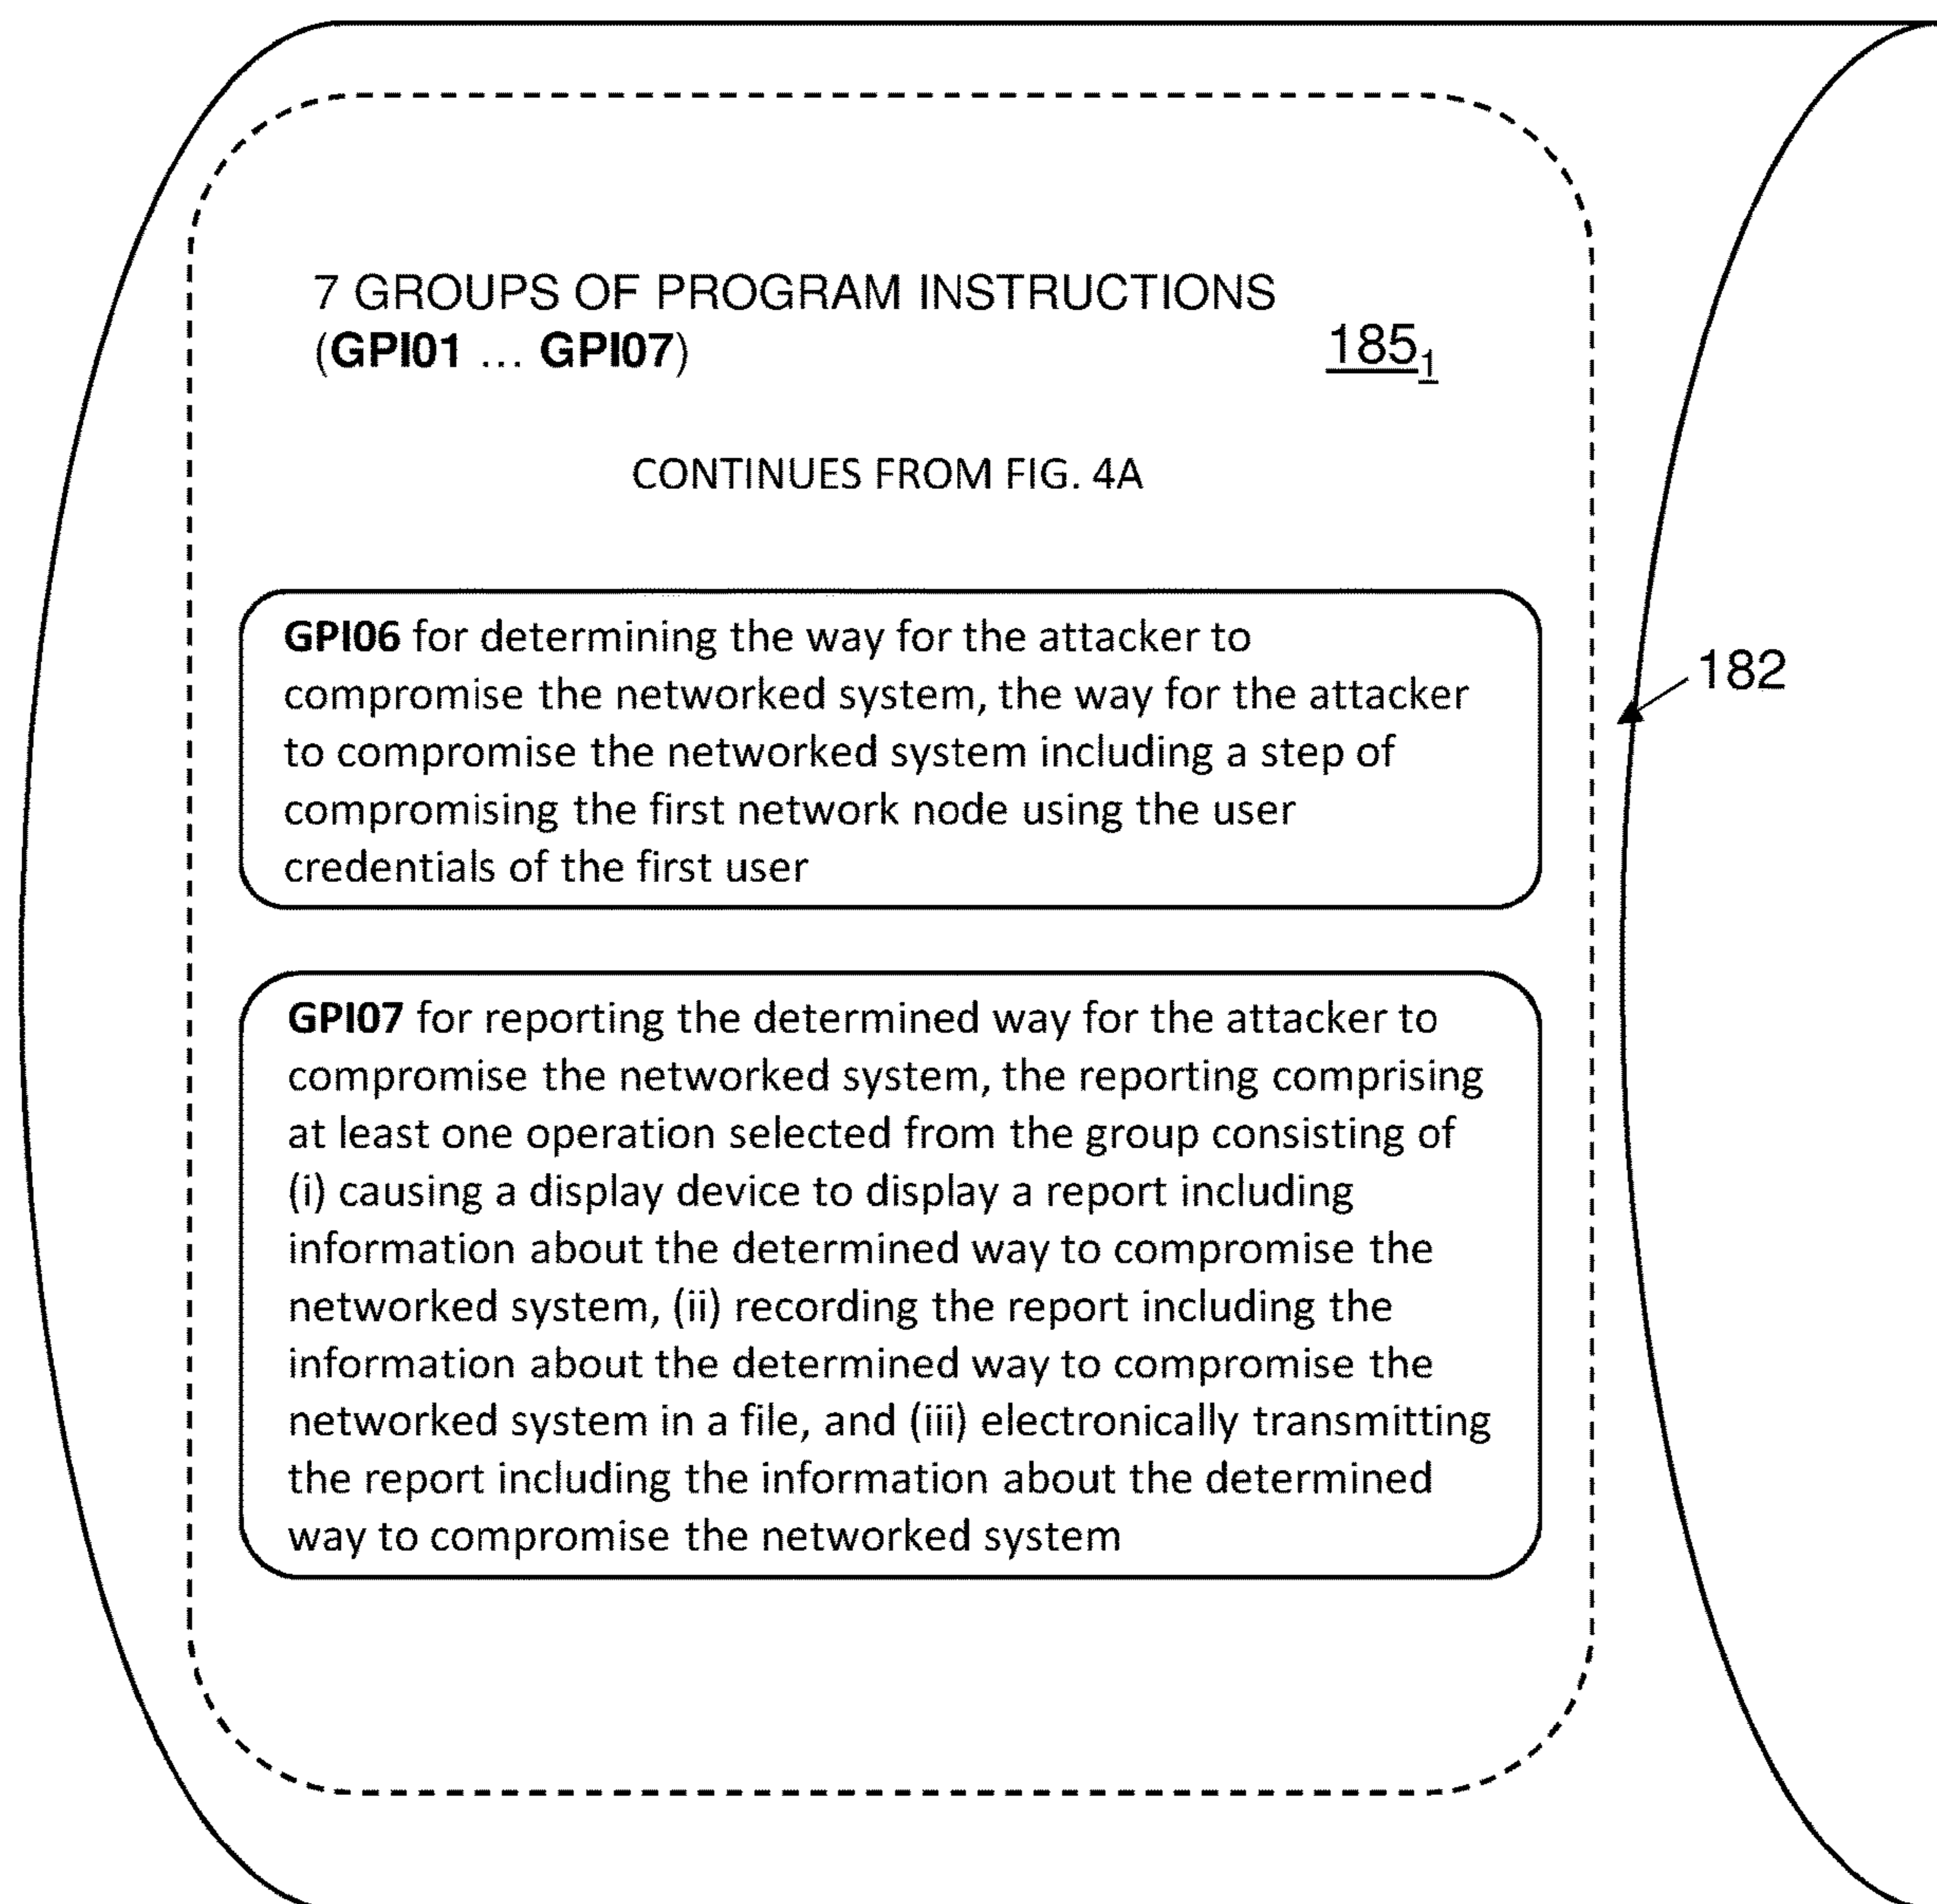 7 GROUPS OF PROGRAM INSTRUCTIONS
(GPI01 ... GPI07)
185₁
CONTINUES FROM FIG. 4A
GPI06 for determining the way for the attacker to
compromise the networked system, the way for the attacker
to compromise the networked system including a step of
compromising the first network node using the user
credentials of the first user
182
GPI07 for reporting the determined way for the attacker to
compromise the networked system, the reporting comprising
at least one operation selected from the group consisting of
(i) causing a display device to display a report including
information about the determined way to compromise the
networked system, (ii) recording the report including the
information about the determined way to compromise the
networked system in a file, and (iii) electronically transmitting
the report including the information about the determined
way to compromise the networked system